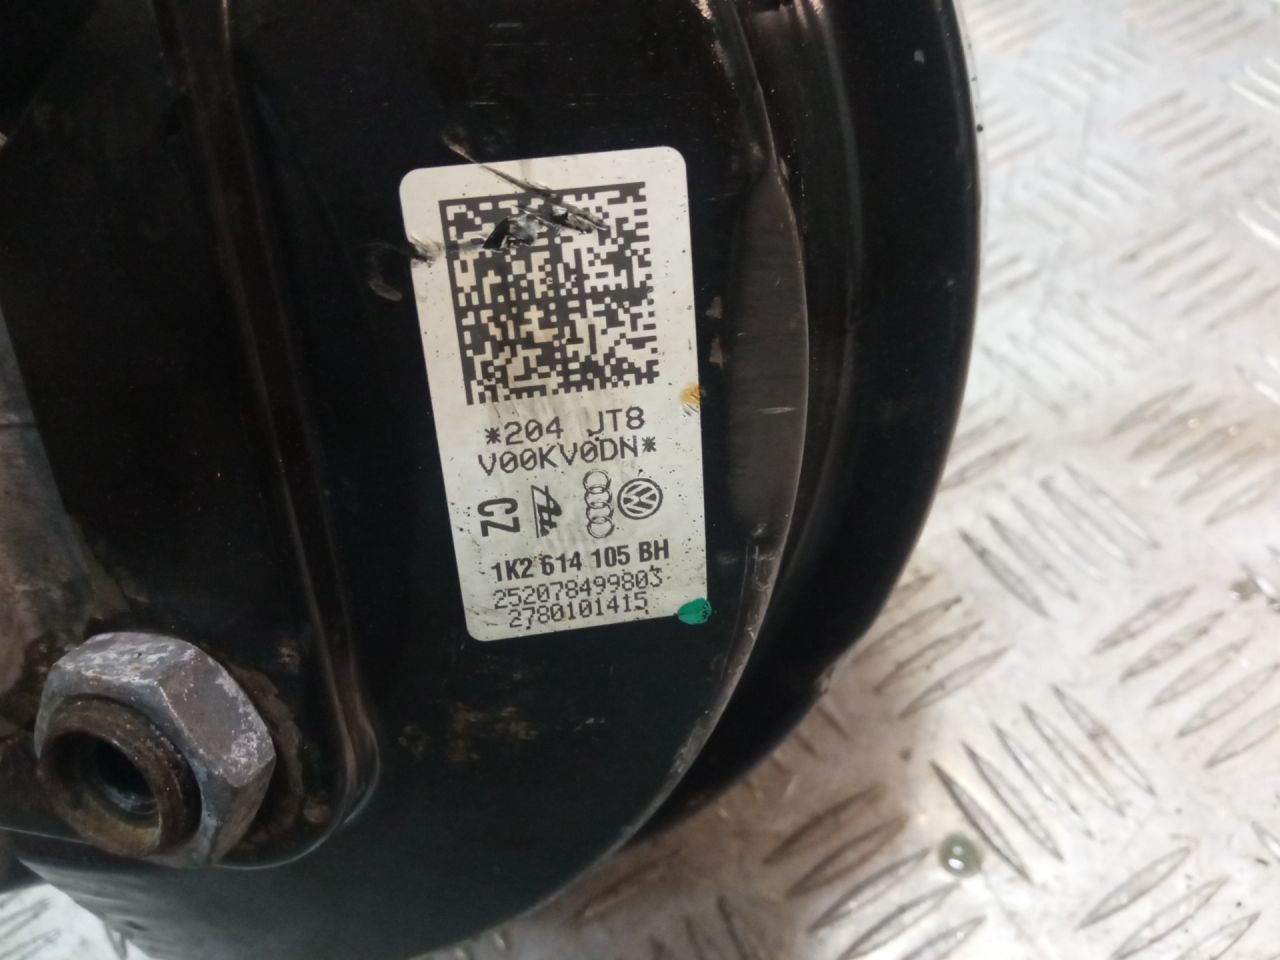 *204 JT8
V00KV0DN*
CZ
1K2 614 105 BH
252078499803
2780101415